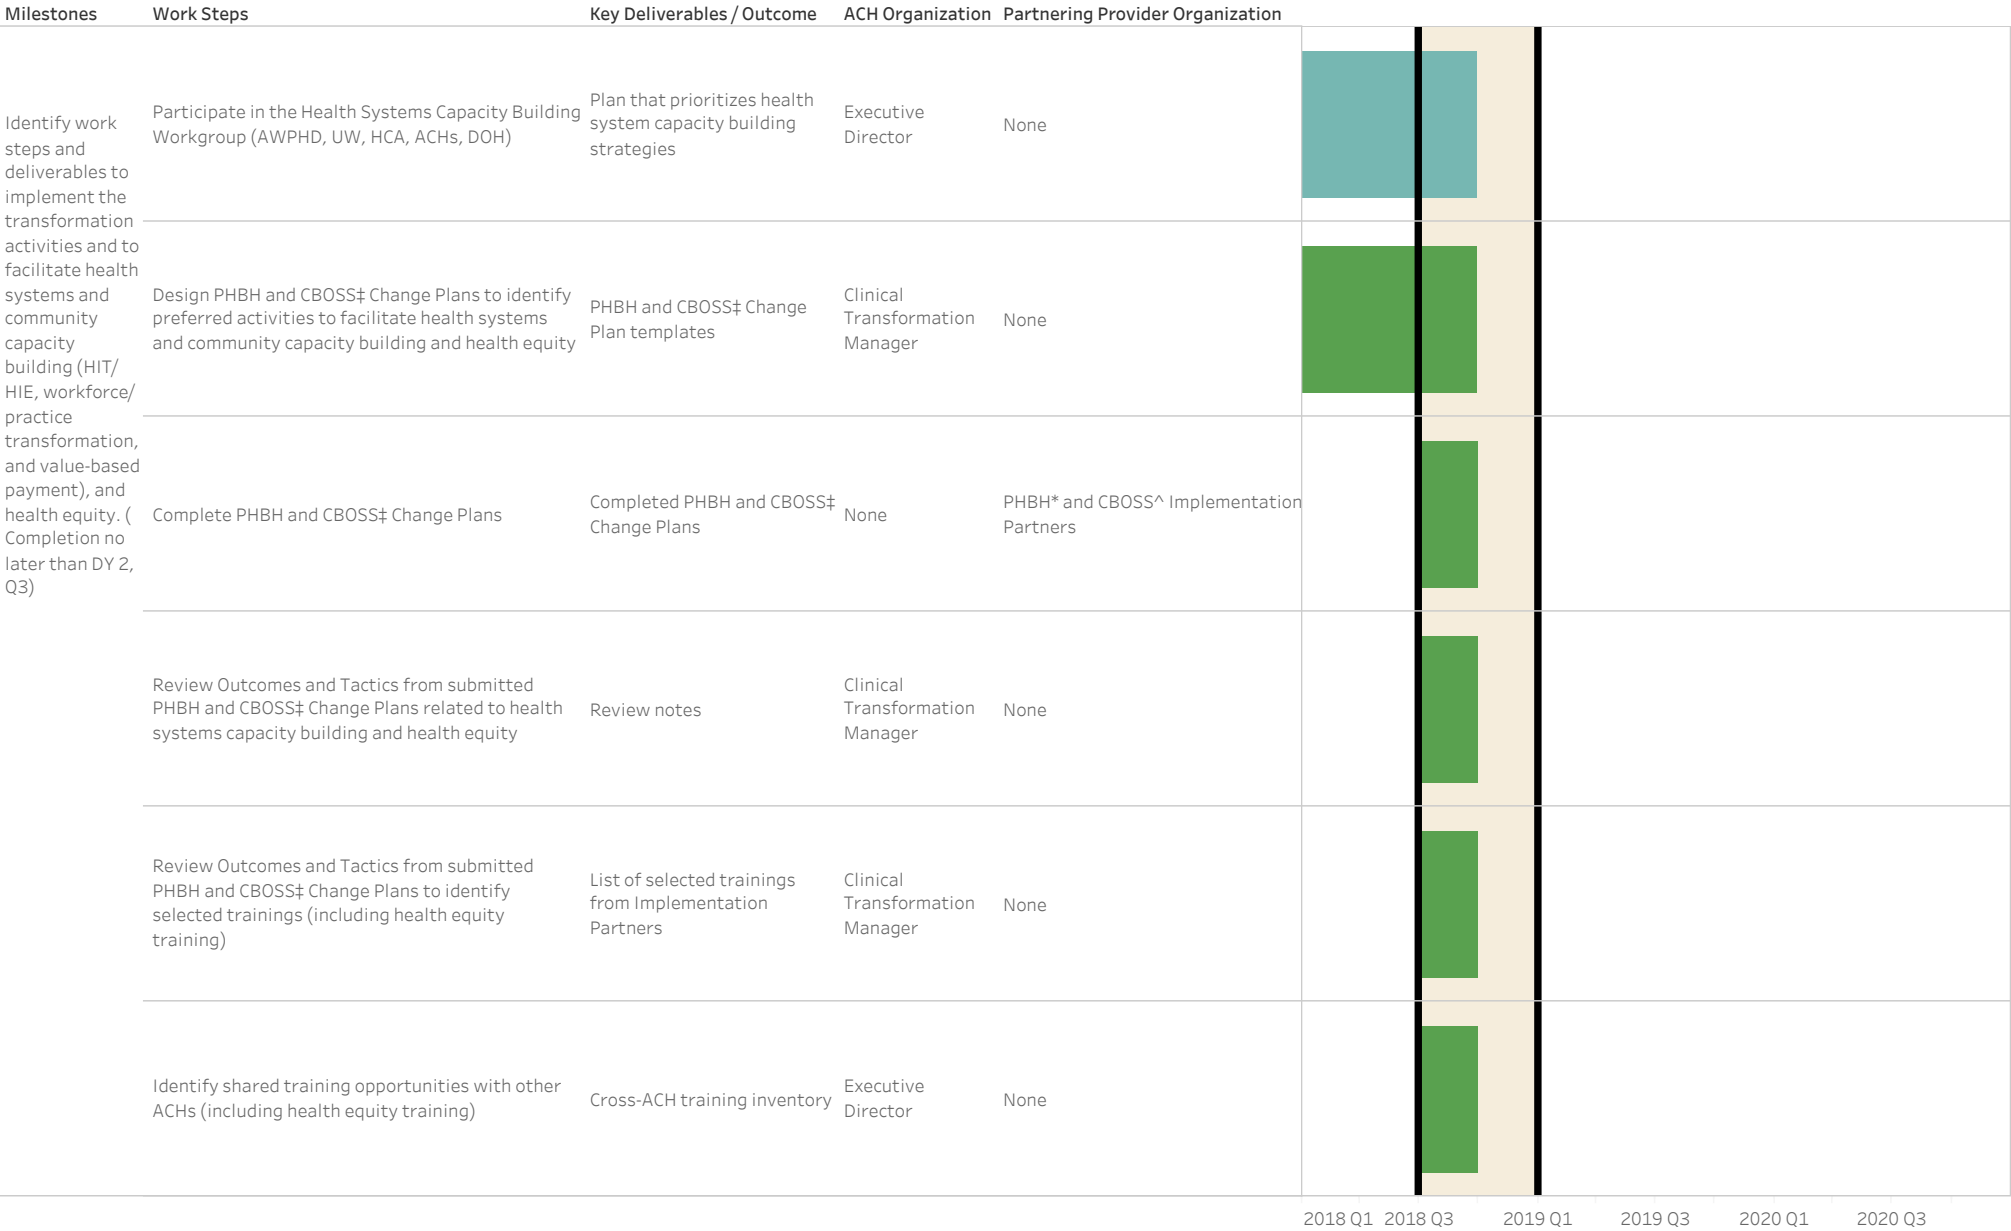 Milestones Work Steps Key Deliverables / Outcome ACH Organization Partnering Provider Organization
Identify work
steps and
deliverables to
implement the
transformation
activities and to
facilitate health
systems and
community
capacity
building (HIT/
HIE, workforce/
practice
transformation,
and value-based
payment), and
health equity. (
Completion no
later than DY 2,
Q3)
Participate in the Health Systems Capacity Building
Workgroup (AWPHD, UW, HCA, ACHs, DOH)
Plan that prioritizes health
system capacity building
strategies
Executive
Director
None
Design PHBH and CBOSS‡ Change Plans to identify
preferred activities to facilitate health systems
and community capacity building and health equity
PHBH and CBOSS‡ Change
Plan templates
Clinical
Transformation
Manager
None
Complete PHBH and CBOSS‡ Change Plans
Completed PHBH and CBOSS‡
Change Plans
None
PHBH* and CBOSS^ Implementation
Partners
Review Outcomes and Tactics from submitted
PHBH and CBOSS‡ Change Plans related to health
systems capacity building and health equity
Review notes
Clinical
Transformation
Manager
None
Review Outcomes and Tactics from submitted
PHBH and CBOSS‡ Change Plans to identify
selected trainings (including health equity
training)
List of selected trainings
from Implementation
Partners
Clinical
Transformation
Manager
None
Identify shared training opportunities with other
ACHs (including health equity training)
Cross-ACH training inventory
Executive
Director
None
2018 Q1 2018 Q3 2019 Q1 2019 Q3 2020 Q1 2020 Q3